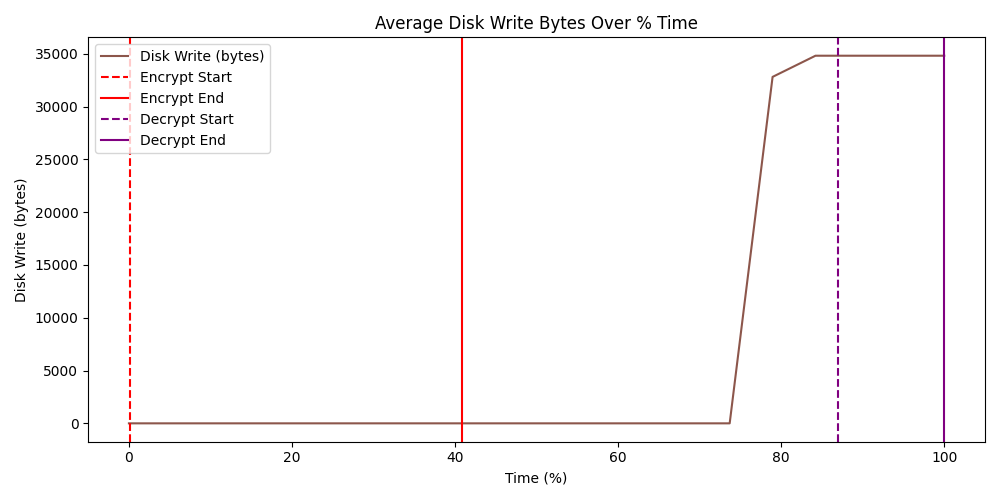 Average Disk Write Bytes Over % Time
Disk Write (bytes)
Encrypt Start
Encrypt End
Decrypt Start
Decrypt End
35000
30000
25000
20000
15000
10000
5000
0
Disk Write (bytes)
0 20 40 60 80 100
Time (%)